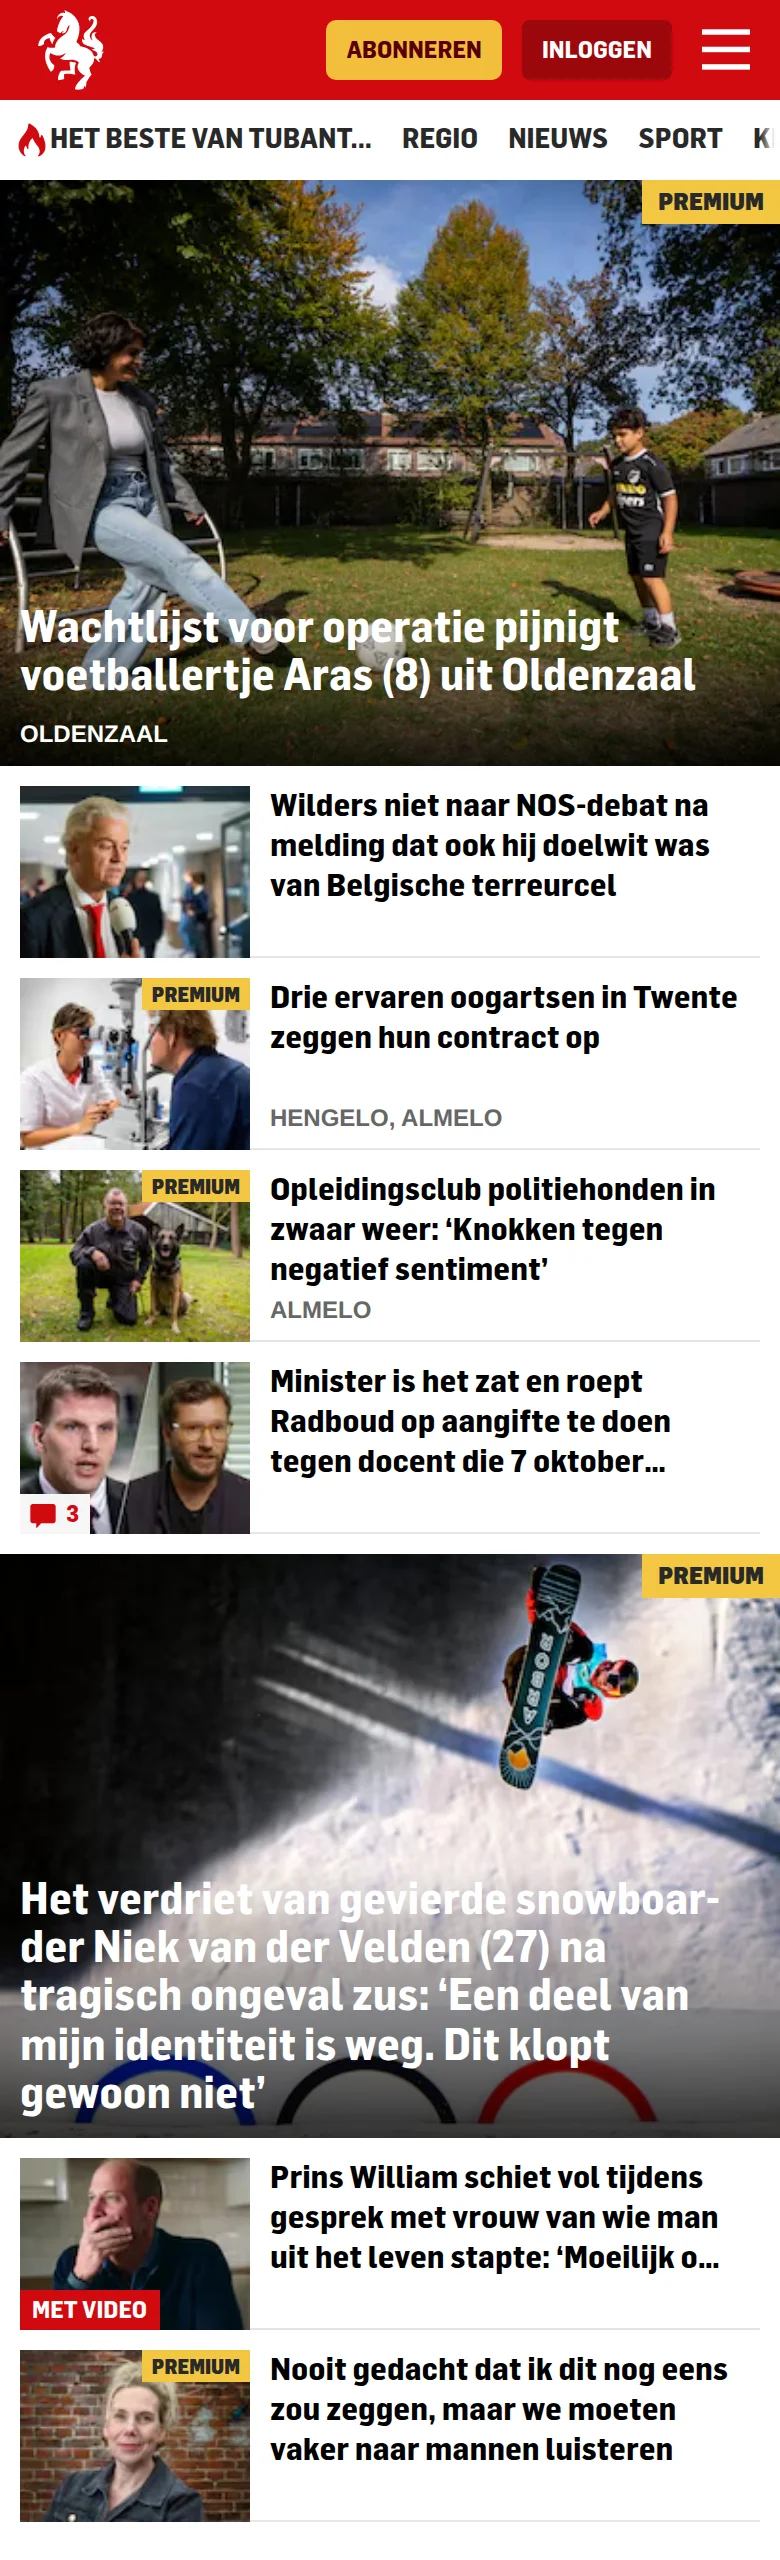 ABONNEREN
INLOGGEN
HET BESTE VAN TUBANT...
REGIO
NIEUWS
SPORT
PREMIUM
Wachtlijst voor operatie pijnigt
voetballertje Aras (8) uit Oldenzaal
OLDENZAAL
Wilders niet naar NOS-debat na
melding dat ook hij doelwit was
van Belgische terreurcel
PREMIUM
Drie ervaren oogartsen in Twente
zeggen hun contract op
HENGELO, ALMELO
PREMIUM
Opleidingsclub politiehonden in
zwaar weer: ‘Knokken tegen
negatief sentiment’
ALMELO
Minister is het zat en roept
Radboud op aangifte te doen
tegen docent die 7 oktober...
3
PREMIUM
Het verdriet van gevierde snowboar-
der Niek van der Velden (27) na
tragisch ongeval zus: ‘Een deel van
mijn identiteit is weg. Dit klopt
gewoon niet’
Prins William schiet vol tijdens
gesprek met vrouw van wie man
uit het leven stapte: ‘Moeilijk o...
MET VIDEO
PREMIUM
Nooit gedacht dat ik dit nog eens
zou zeggen, maar we moeten
vaker naar mannen luisteren